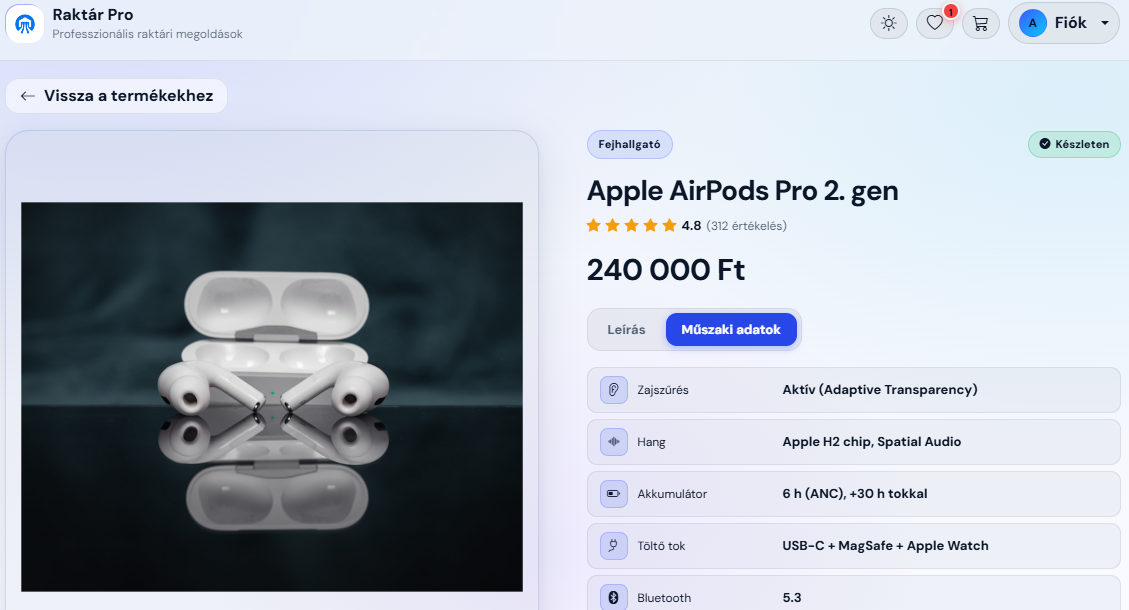 Raktár Pro
Professzionális raktári megoldások
1
A
Fiók
Vissza a termékekhez
Fejhallgató
Készleten
Apple AirPods Pro 2. gen
4.8 (312 értékelés)
240 000 Ft
Leírás
Műszaki adatok
Zajszűrés
Aktív (Adaptive Transparency)
Hang
Apple H2 chip, Spatial Audio
Akkumulátor
6 h (ANC), +30 h tokkal
Töltő tok
USB-C + MagSafe + Apple Watch
Bluetooth
5.3